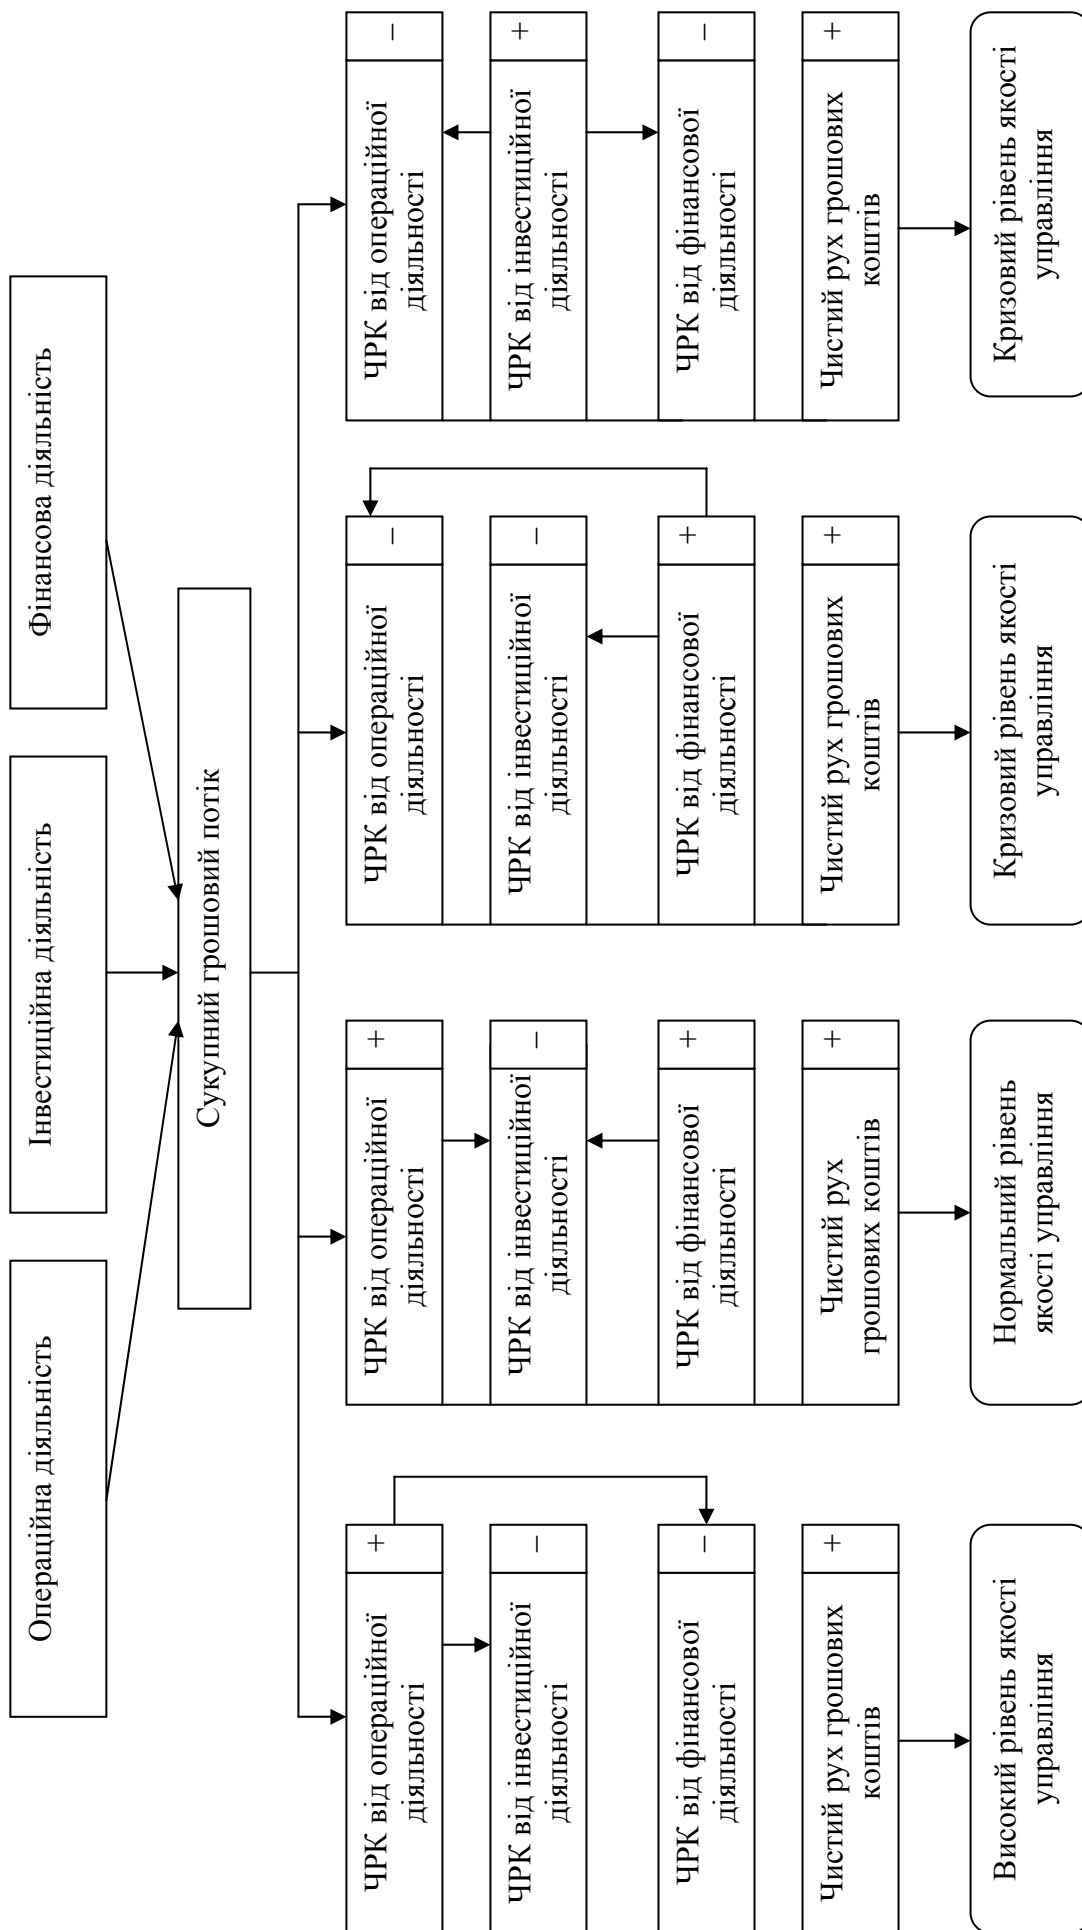 Операційна діяльність
Інвестиційна діяльність
Фінансова діяльність
Сукупний грошовий потік
ЧРК від операційної
діяльності
+
ЧРК від інвестиційної
діяльності
–
ЧРК від фінансової
діяльності
–
Чистий рух грошових
коштів
+
Високий рівень якості
управління
ЧРК від операційної
діяльності
+
ЧРК від інвестиційної
діяльності
–
ЧРК від фінансової
діяльності
+
Чистий рух
грошових коштів
+
Нормальний рівень
якості управління
ЧРК від операційної
діяльності
–
ЧРК від інвестиційної
діяльності
–
ЧРК від фінансової
діяльності
+
Чистий рух грошових
коштів
+
Кризовий рівень якості
управління
ЧРК від операційної
діяльності
–
ЧРК від інвестиційної
діяльності
+
ЧРК від фінансової
діяльності
–
Чистий рух грошових
коштів
+
Кризовий рівень якості
управління